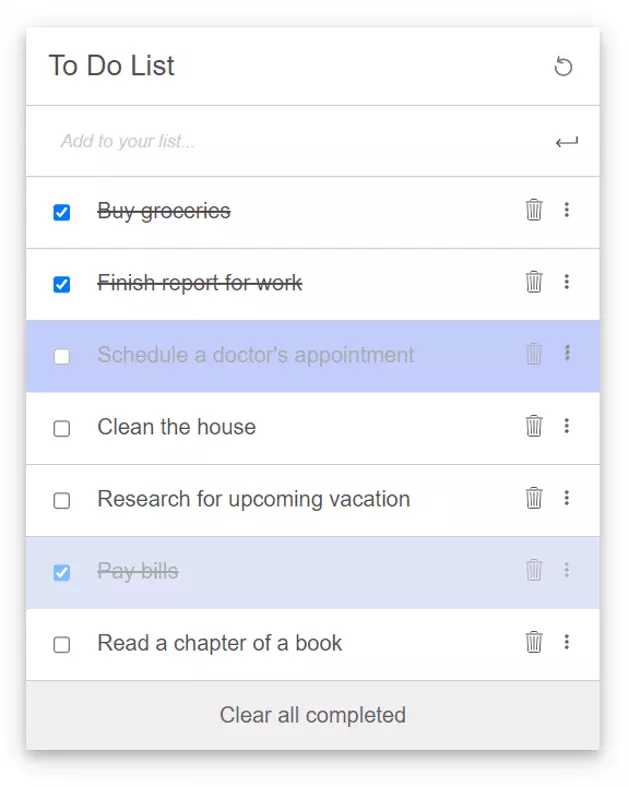 To Do List
Add to your list...
Buy groceries
Finish report for work
Schedule a doctor's appointment
Clean the house
Research for upcoming vacation
Pay bills
Read a chapter of a book
Clear all completed